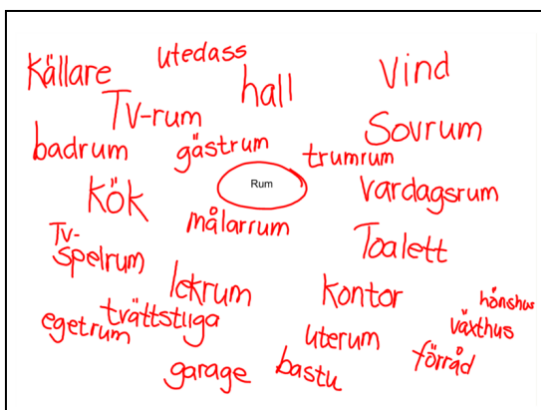 utedass
Källare
hall
Vind
TV-rum
Sovrum
badrum
gästrum
trumrum
Rum
kök
vardagsrum
målarrum
TV-
spelrum
Toalett
lekrum
kontor
hönshus
tvättstuga
växthus
egetrum
uterum
förråd
garage
bastu